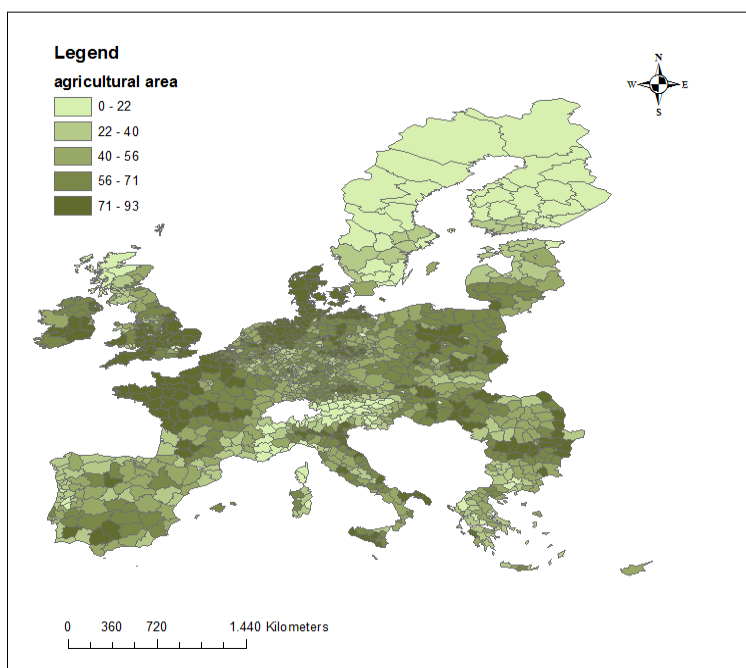 Legend
agricultural area
0 - 22
22 - 40
40 - 56
56 - 71
71 - 93
N
W E
S
0 360 720 1.440 Kilometers